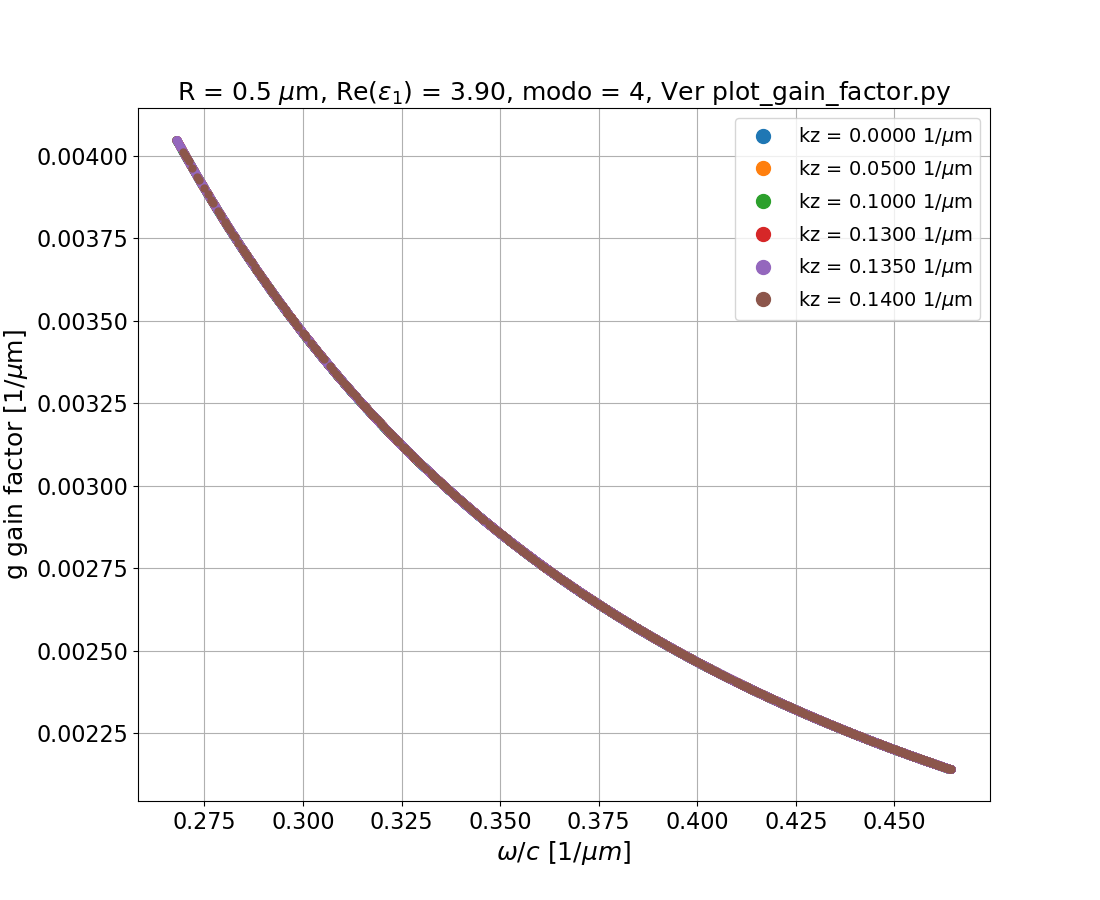 R = 0.5 μm, Re(ε₁) = 3.90, modo = 4, Ver plot_gain_factor.py
kz = 0.0000 1/μm
kz = 0.0500 1/μm
kz = 0.1000 1/μm
kz = 0.1300 1/μm
kz = 0.1350 1/μm
kz = 0.1400 1/μm
g gain factor [1/μm]
0.00400
0.00375
0.00350
0.00325
0.00300
0.00275
0.00250
0.00225
0.275 0.300 0.325 0.350 0.375 0.400 0.425 0.450
ω/c [1/μm]